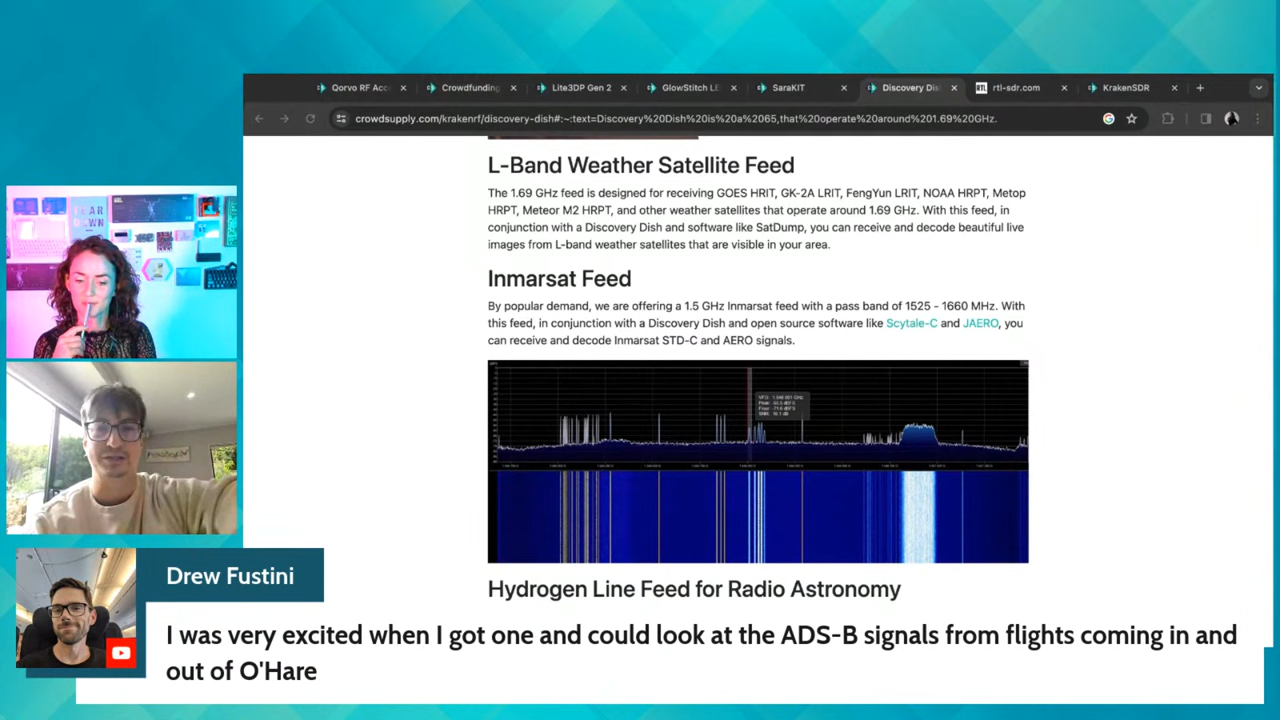 Qorvo RF Acc
Crowdfunding
Lite3DP Gen 2
GlowStitch LE
SaraKIT
Discovery Dis
rtl-sdr.com
KrakenSDR
crowdsupply.com/krakenrf/discovery-dish#:~:text=Discovery%20Dish%20is%20a%2065,that%20operate%20around%201.69%20GHz.
L-Band Weather Satellite Feed
The 1.69 GHz feed is designed for receiving GOES HRIT, GK-2A LRIT, FengYun LRIT, NOAA HRPT, Metop
HRPT, Meteor M2 HRPT, and other weather satellites that operate around 1.69 GHz. With this feed, in
conjunction with a Discovery Dish and software like SatDump, you can receive and decode beautiful live
images from L-band weather satellites that are visible in your area.
Inmarsat Feed
By popular demand, we are offering a 1.5 GHz Inmarsat feed with a pass band of 1525 - 1660 MHz. With
this feed, in conjunction with a Discovery Dish and open source software like Scytale-C and JAERO, you
can receive and decode Inmarsat STD-C and AERO signals.
Hydrogen Line Feed for Radio Astronomy
Drew Fustini
I was very excited when I got one and could look at the ADS-B signals from flights coming in and
out of O'Hare